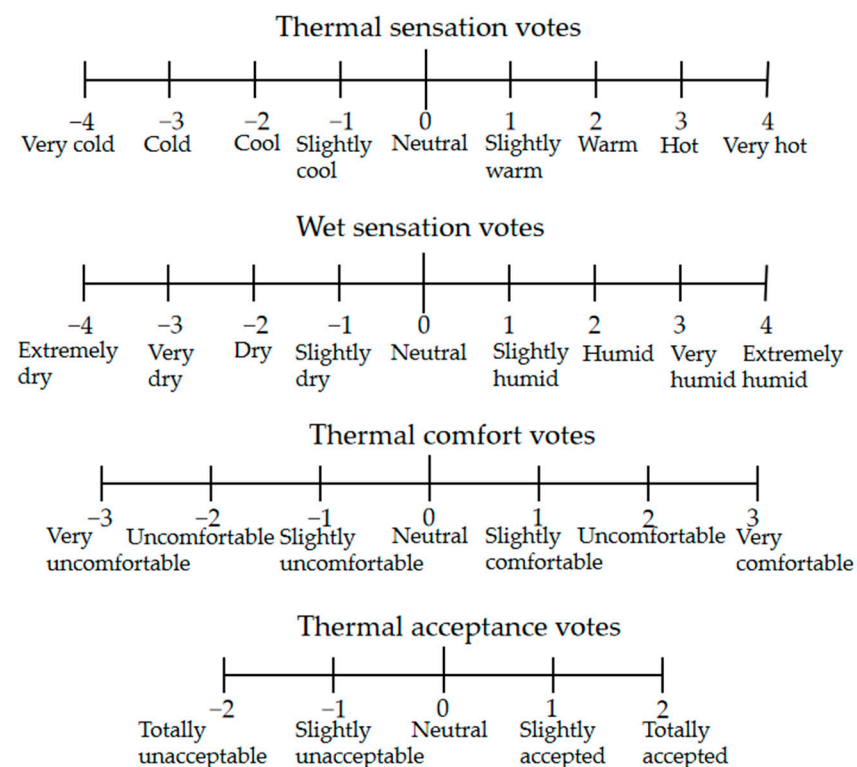 Thermal sensation votes
−4 −3 −2 −1 0 1 2 3 4
Very cold Cold Cool Slightly Neutral Slightly Warm Hot Very hot
cool warm
Wet sensation votes
−4 −3 −2 −1 0 1 2 3 4
Extremely Very Dry Slightly Neutral Slightly Humid Very Extremely
dry dry dry humid humid humid
Thermal comfort votes
−3 −2 −1 0 1 2 3
Very Uncomfortable Slightly Neutral Slightly Uncomfortable Very
uncomfortable uncomfortable comfortable comfortable
Thermal acceptance votes
−2 −1 0 1 2
Totally Slightly Neutral Slightly Totally
unacceptable unacceptable accepted accepted